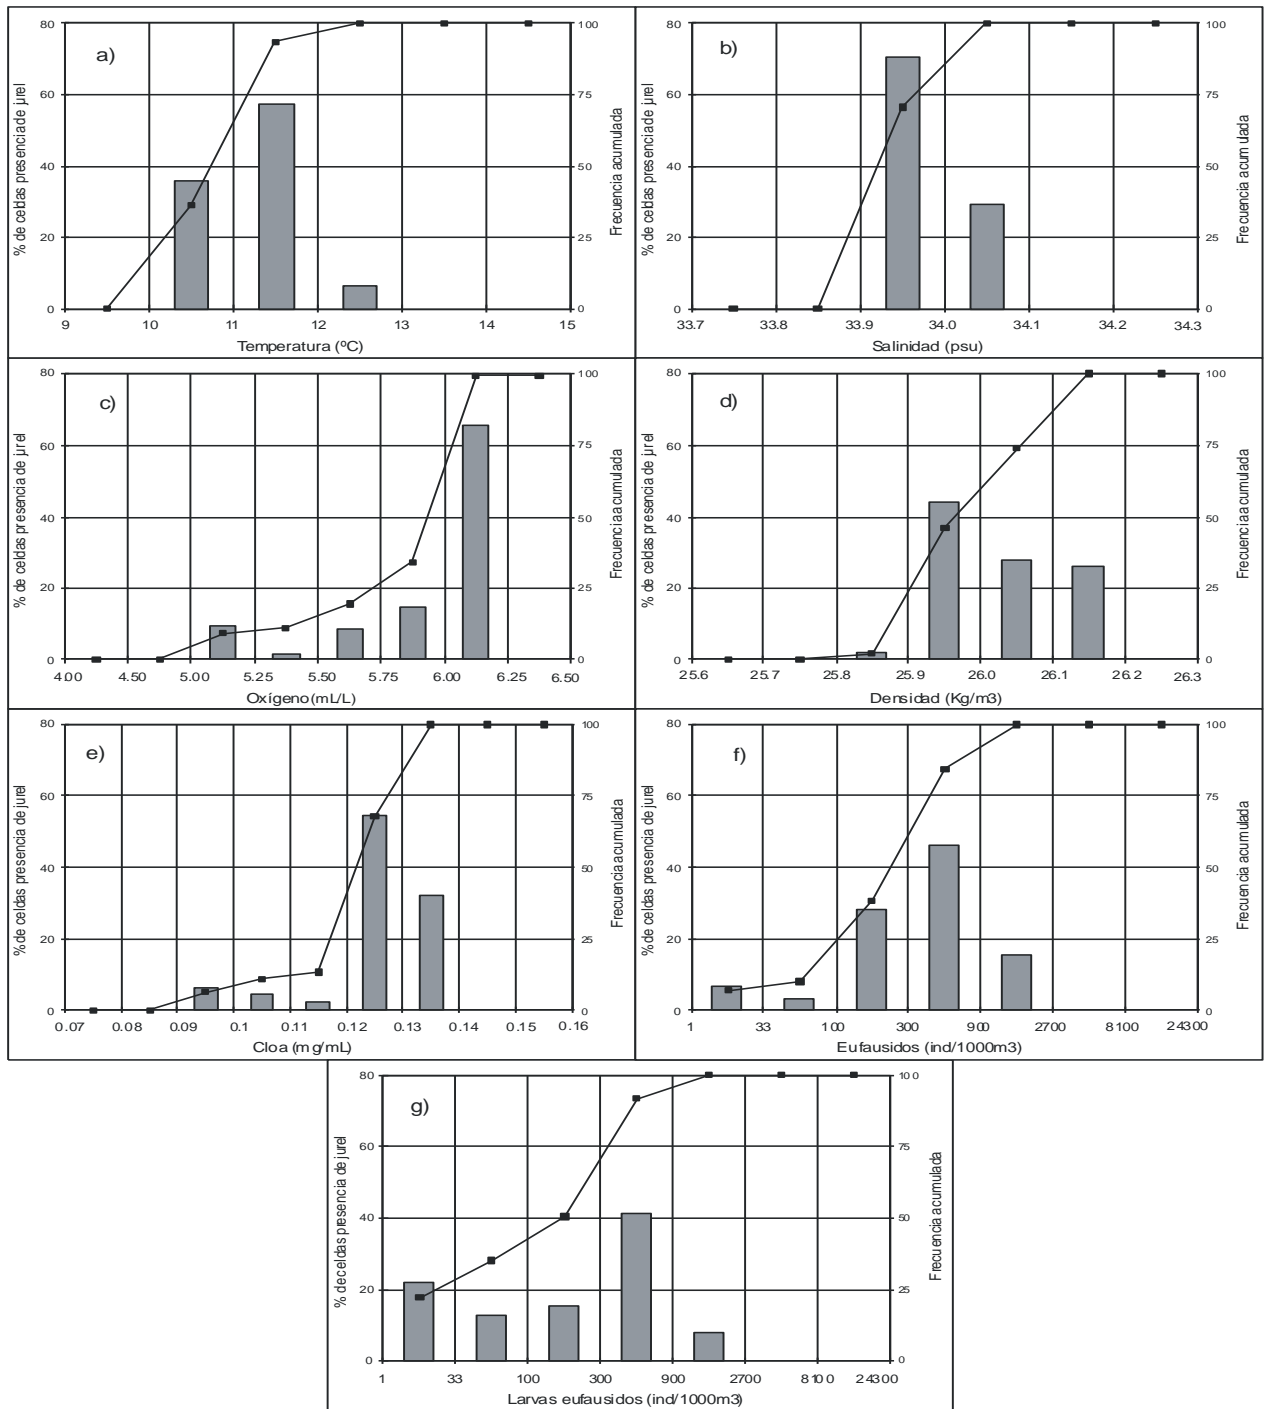 a)
% de celdas presencia de jurel
80
60
40
20
0
100
75
50
25
0
Frecuencia acumulada
9 10 11 12 13 14 15
Temperatura (ºC)
b)
% de celdas presencia de jurel
80
60
40
20
0
100
75
50
25
0
Frecuencia acumulada
33.7 33.8 33.9 34.0 34.1 34.2 34.3
Salinidad (psu)
c)
% de celdas presencia de jurel
80
60
40
20
0
100
75
50
25
0
Frecuencia acumulada
4.00 4.50 5.00 5.25 5.50 5.75 6.00 6.25 6.50
Oxígeno (mL/L)
d)
% de celdas presencia de jurel
80
60
40
20
0
100
75
50
25
0
Frecuencia acumulada
25.6 25.7 25.8 25.9 26.0 26.1 26.2 26.3
Densidad (Kg/m3)
e)
% de celdas presencia de jurel
80
60
40
20
0
100
75
50
25
0
Frecuencia acumulada
0.07 0.08 0.09 0.1 0.11 0.12 0.13 0.14 0.15 0.16
Cloa (mg/mL)
f)
% de celdas presencia de jurel
80
60
40
20
0
100
75
50
25
0
Frecuencia acumulada
1 33 100 300 900 2700 8100 24300
Eufausidos (ind/1000m3)
g)
% de celdas presencia de jurel
80
60
40
20
0
100
75
50
25
0
Frecuencia acumulada
1 33 100 300 900 2700 8100 24300
Larvas eufausidos (ind/1000m3)